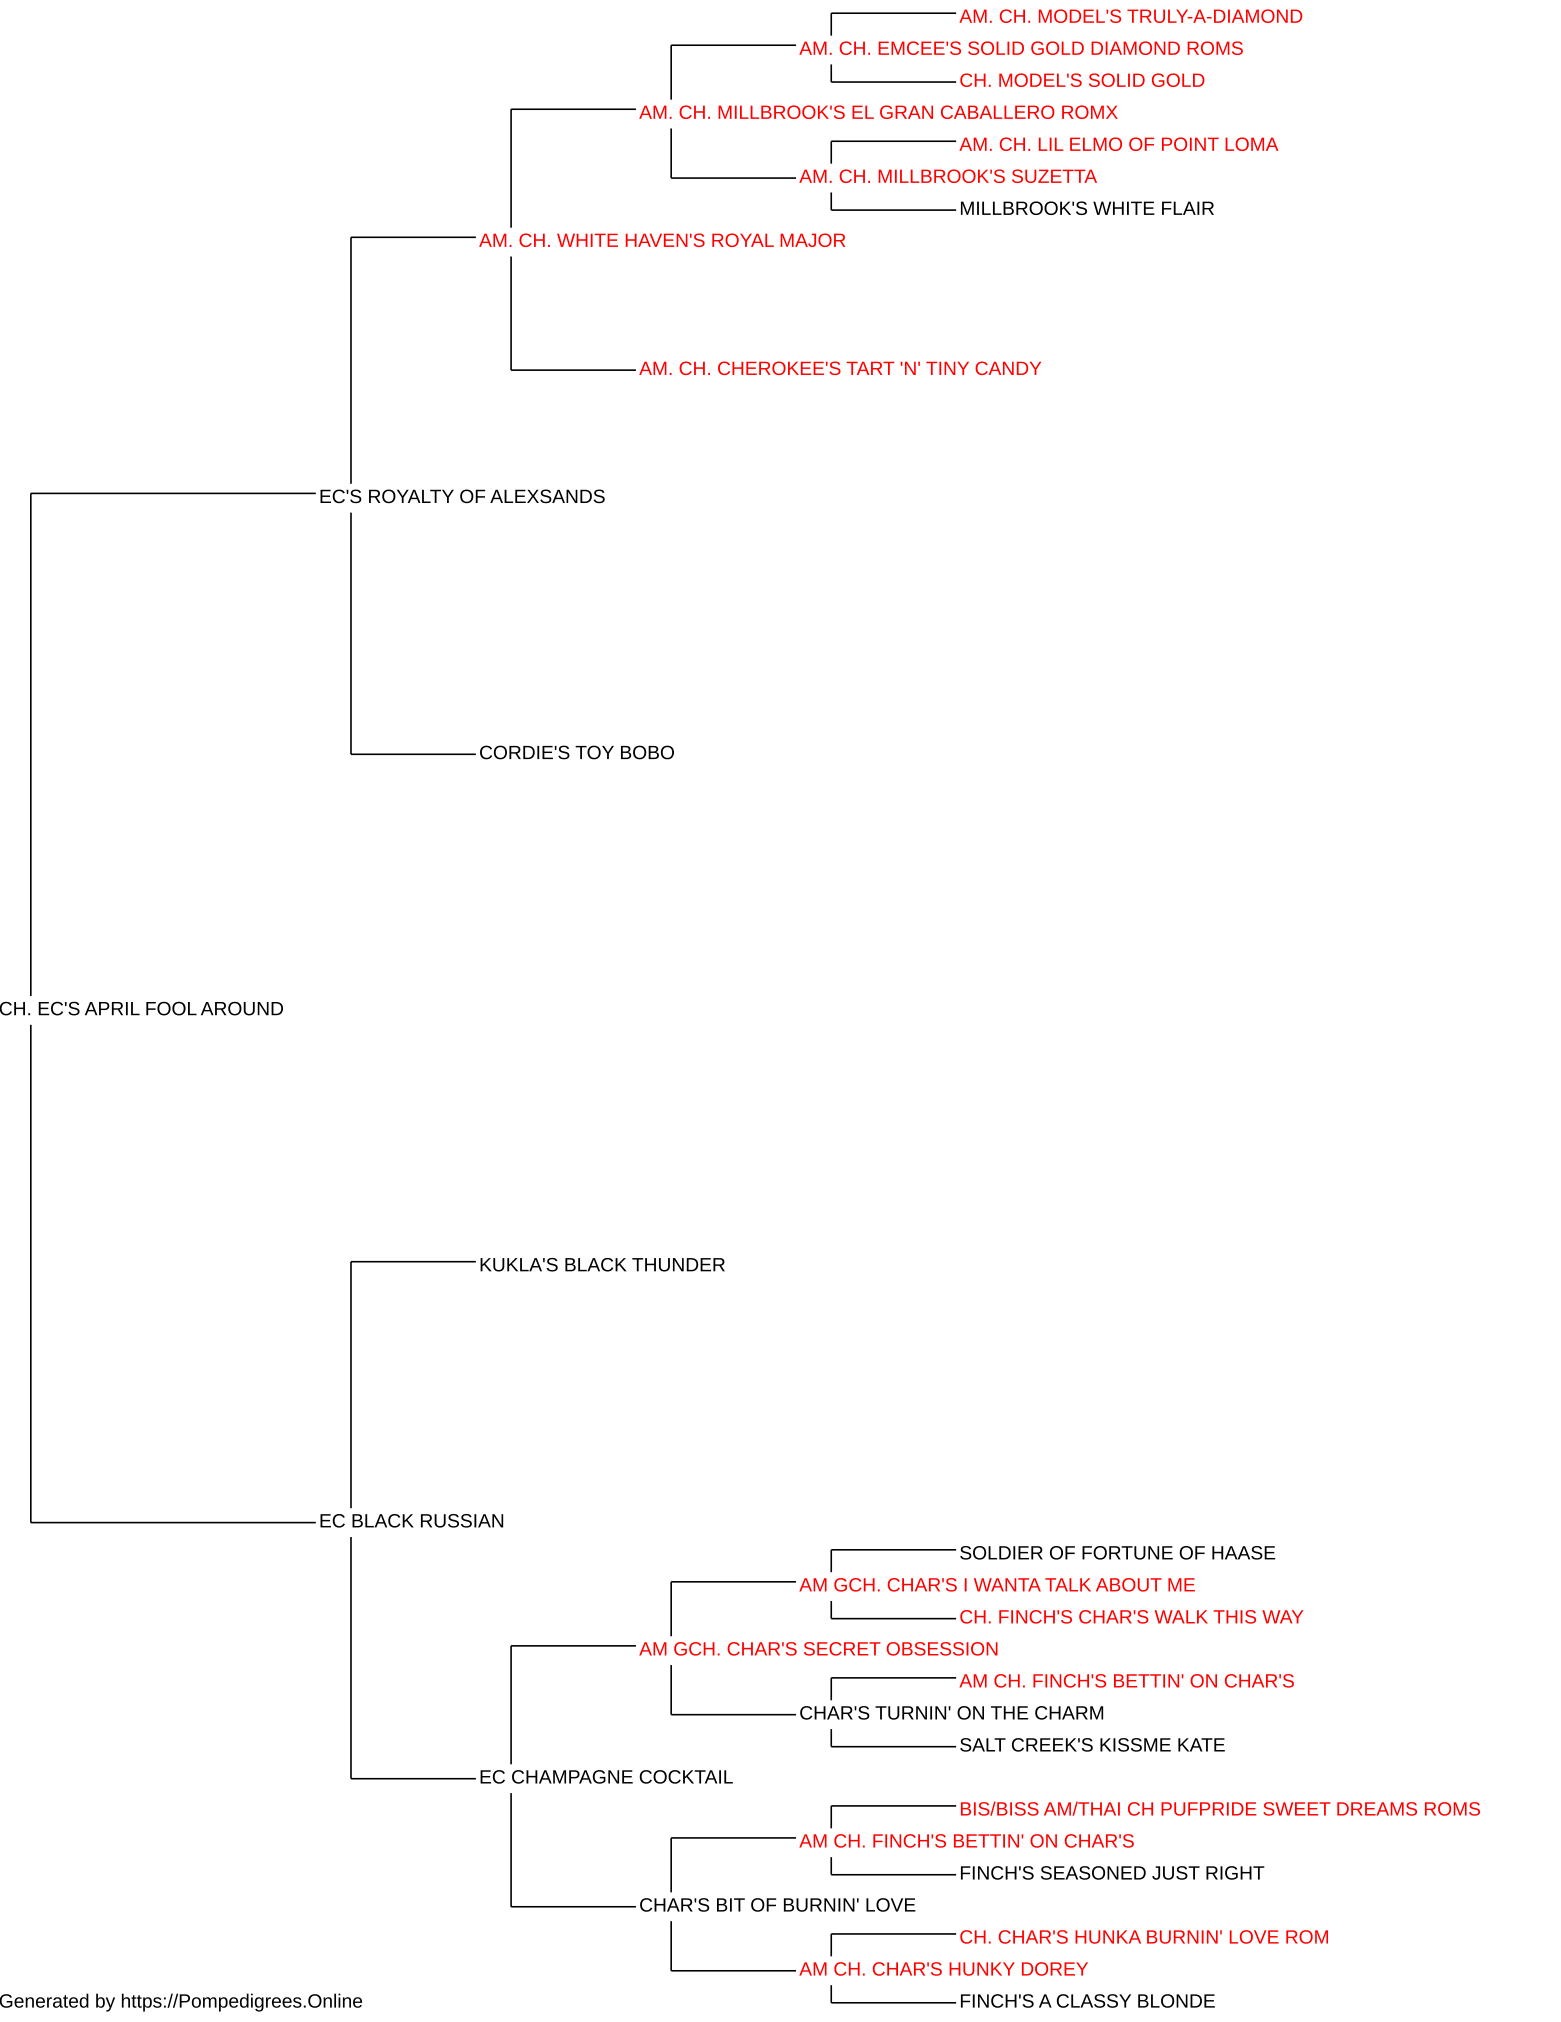 AM. CH. MODEL'S TRULY-A-DIAMOND
AM. CH. EMCEE'S SOLID GOLD DIAMOND ROMS
CH. MODEL'S SOLID GOLD
AM. CH. MILLBROOK'S EL GRAN CABALLERO ROMX
AM. CH. LIL ELMO OF POINT LOMA
AM. CH. MILLBROOK'S SUZETTA
MILLBROOK'S WHITE FLAIR
AM. CH. WHITE HAVEN'S ROYAL MAJOR
AM. CH. CHEROKEE'S TART 'N' TINY CANDY
EC'S ROYALTY OF ALEXSANDS
CORDIE'S TOY BOBO
CH. EC'S APRIL FOOL AROUND
KUKLA'S BLACK THUNDER
EC BLACK RUSSIAN
SOLDIER OF FORTUNE OF HAASE
AM GCH. CHAR'S I WANTA TALK ABOUT ME
CH. FINCH'S CHAR'S WALK THIS WAY
AM GCH. CHAR'S SECRET OBSESSION
AM CH. FINCH'S BETTIN' ON CHAR'S
CHAR'S TURNIN' ON THE CHARM
SALT CREEK'S KISSME KATE
EC CHAMPAGNE COCKTAIL
BIS/BISS AM/THAI CH PUFPRIDE SWEET DREAMS ROMS
AM CH. FINCH'S BETTIN' ON CHAR'S
FINCH'S SEASONED JUST RIGHT
CHAR'S BIT OF BURNIN' LOVE
CH. CHAR'S HUNKA BURNIN' LOVE ROM
AM CH. CHAR'S HUNKY DOREY
FINCH'S A CLASSY BLONDE
Generated by https://Pompedigrees.Online